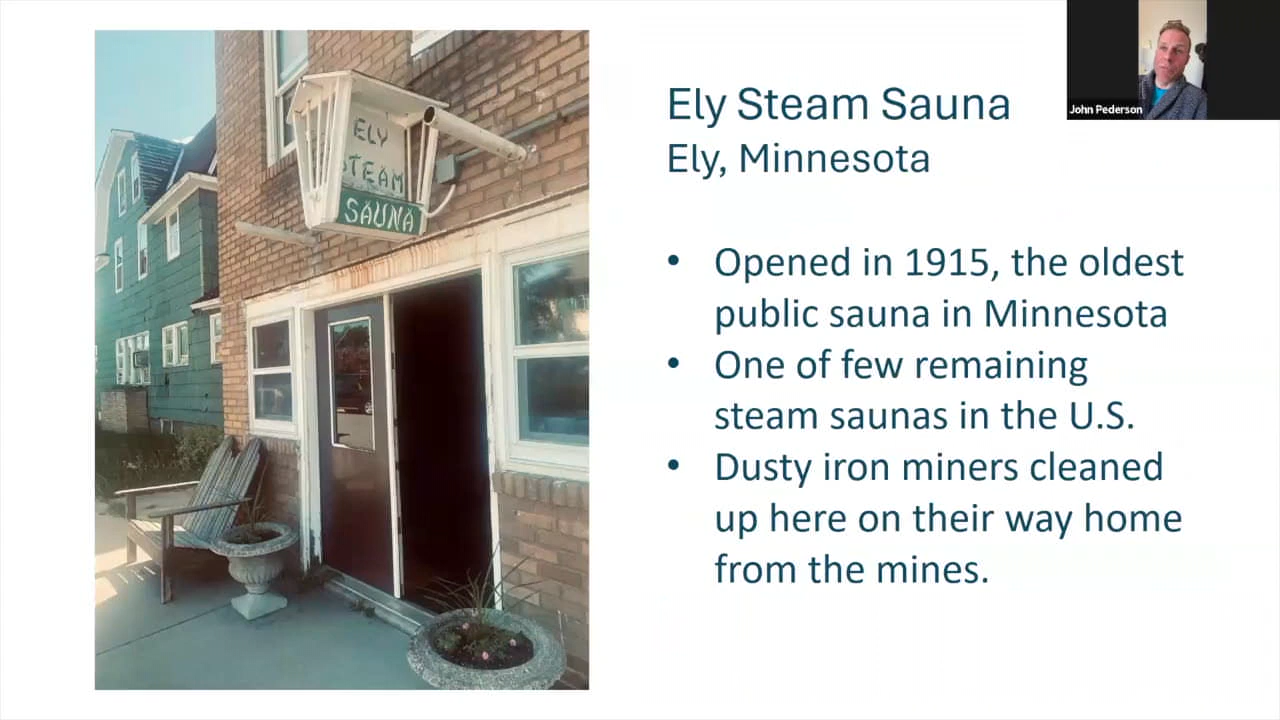 ELY
STEAM
SAUNA
Ely Steam Sauna
Ely, Minnesota
• Opened in 1915, the oldest
public sauna in Minnesota
• One of few remaining
steam saunas in the U.S.
• Dusty iron miners cleaned
up here on their way home
from the mines.
John Pederson